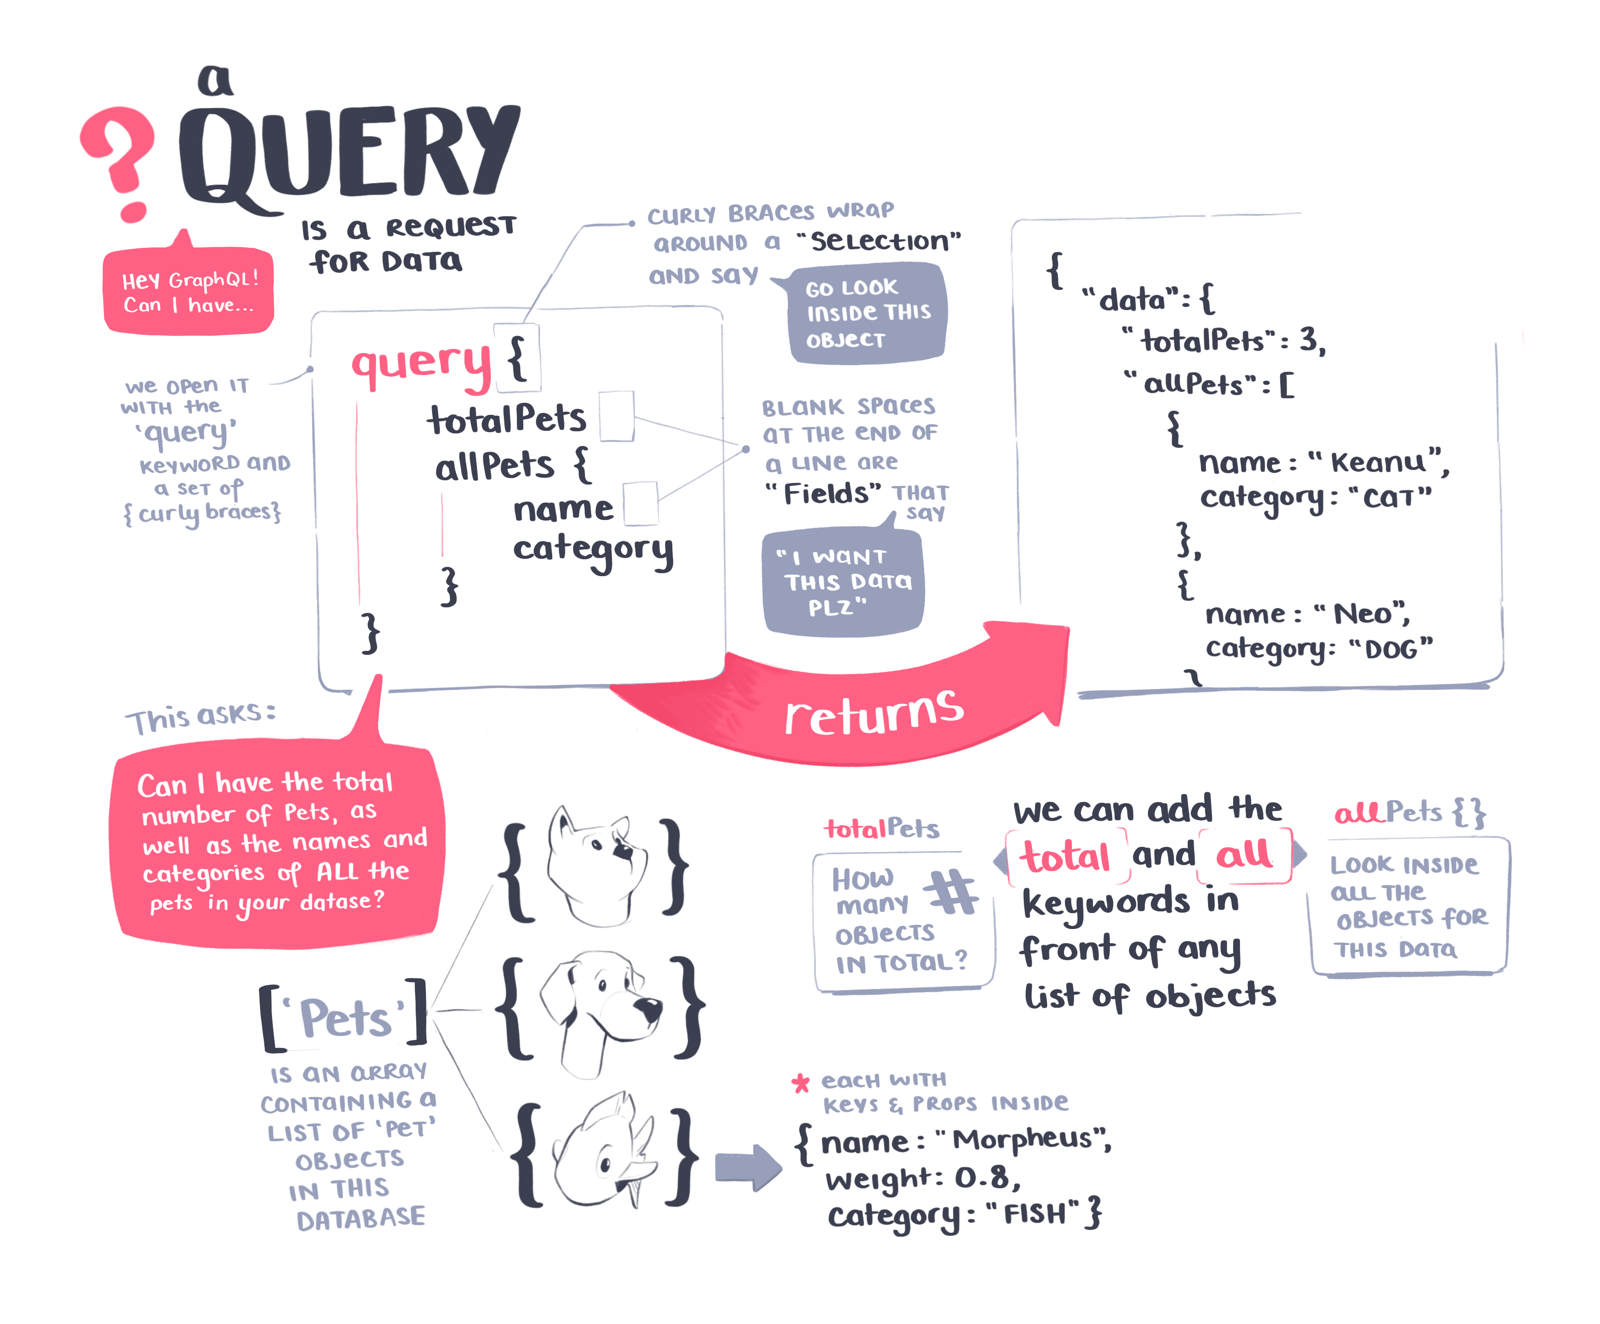 a
? QUERY
IS a REQUEST
foR DATA
Hey GraphQL!
Can I have...
we open IT
WITH the
'query'
KEYWORD and
a SET of
{curly braces}
query {
totalPets
allPets {
name
category
}
}
CURLY BRACES WRAP
AROUND a "Selection"
AND SAY
GO LOOK
INSIDE THIS
OBJECT
BLANK SPACES
AT THE END OF
a LINE ARE
"Fields" THAT
SAY
"I WANT
THIS DATA
PLZ"
returns
{
"data": {
"totalPets": 3,
"allPets": [
{
name: "Keanu",
category: "CAT"
},
{
name: "Neo",
category: "DOG"
}
This asks:
Can I have the total
number of Pets, as
well as the names and
categories of ALL the
pets in your datase?
['Pets']
IS AN ARRAY
CONTAINING a
LIST OF 'PET'
OBJECTS
IN THIS
DATABASE
{ }
{ }
{ }
* EACH WITH
KEYS & PROPS INSIDE
{ name: "Morpheus",
weight: 0.8,
category: "FISH" }
totalPets
HOW
many #
OBJECTS
IN TOTAL?
we can add the
total and all
keywords in
front of any
list of objects
allPets {}
LOOK INSIDE
ALL THE
OBJECTS FOR
THIS DATA